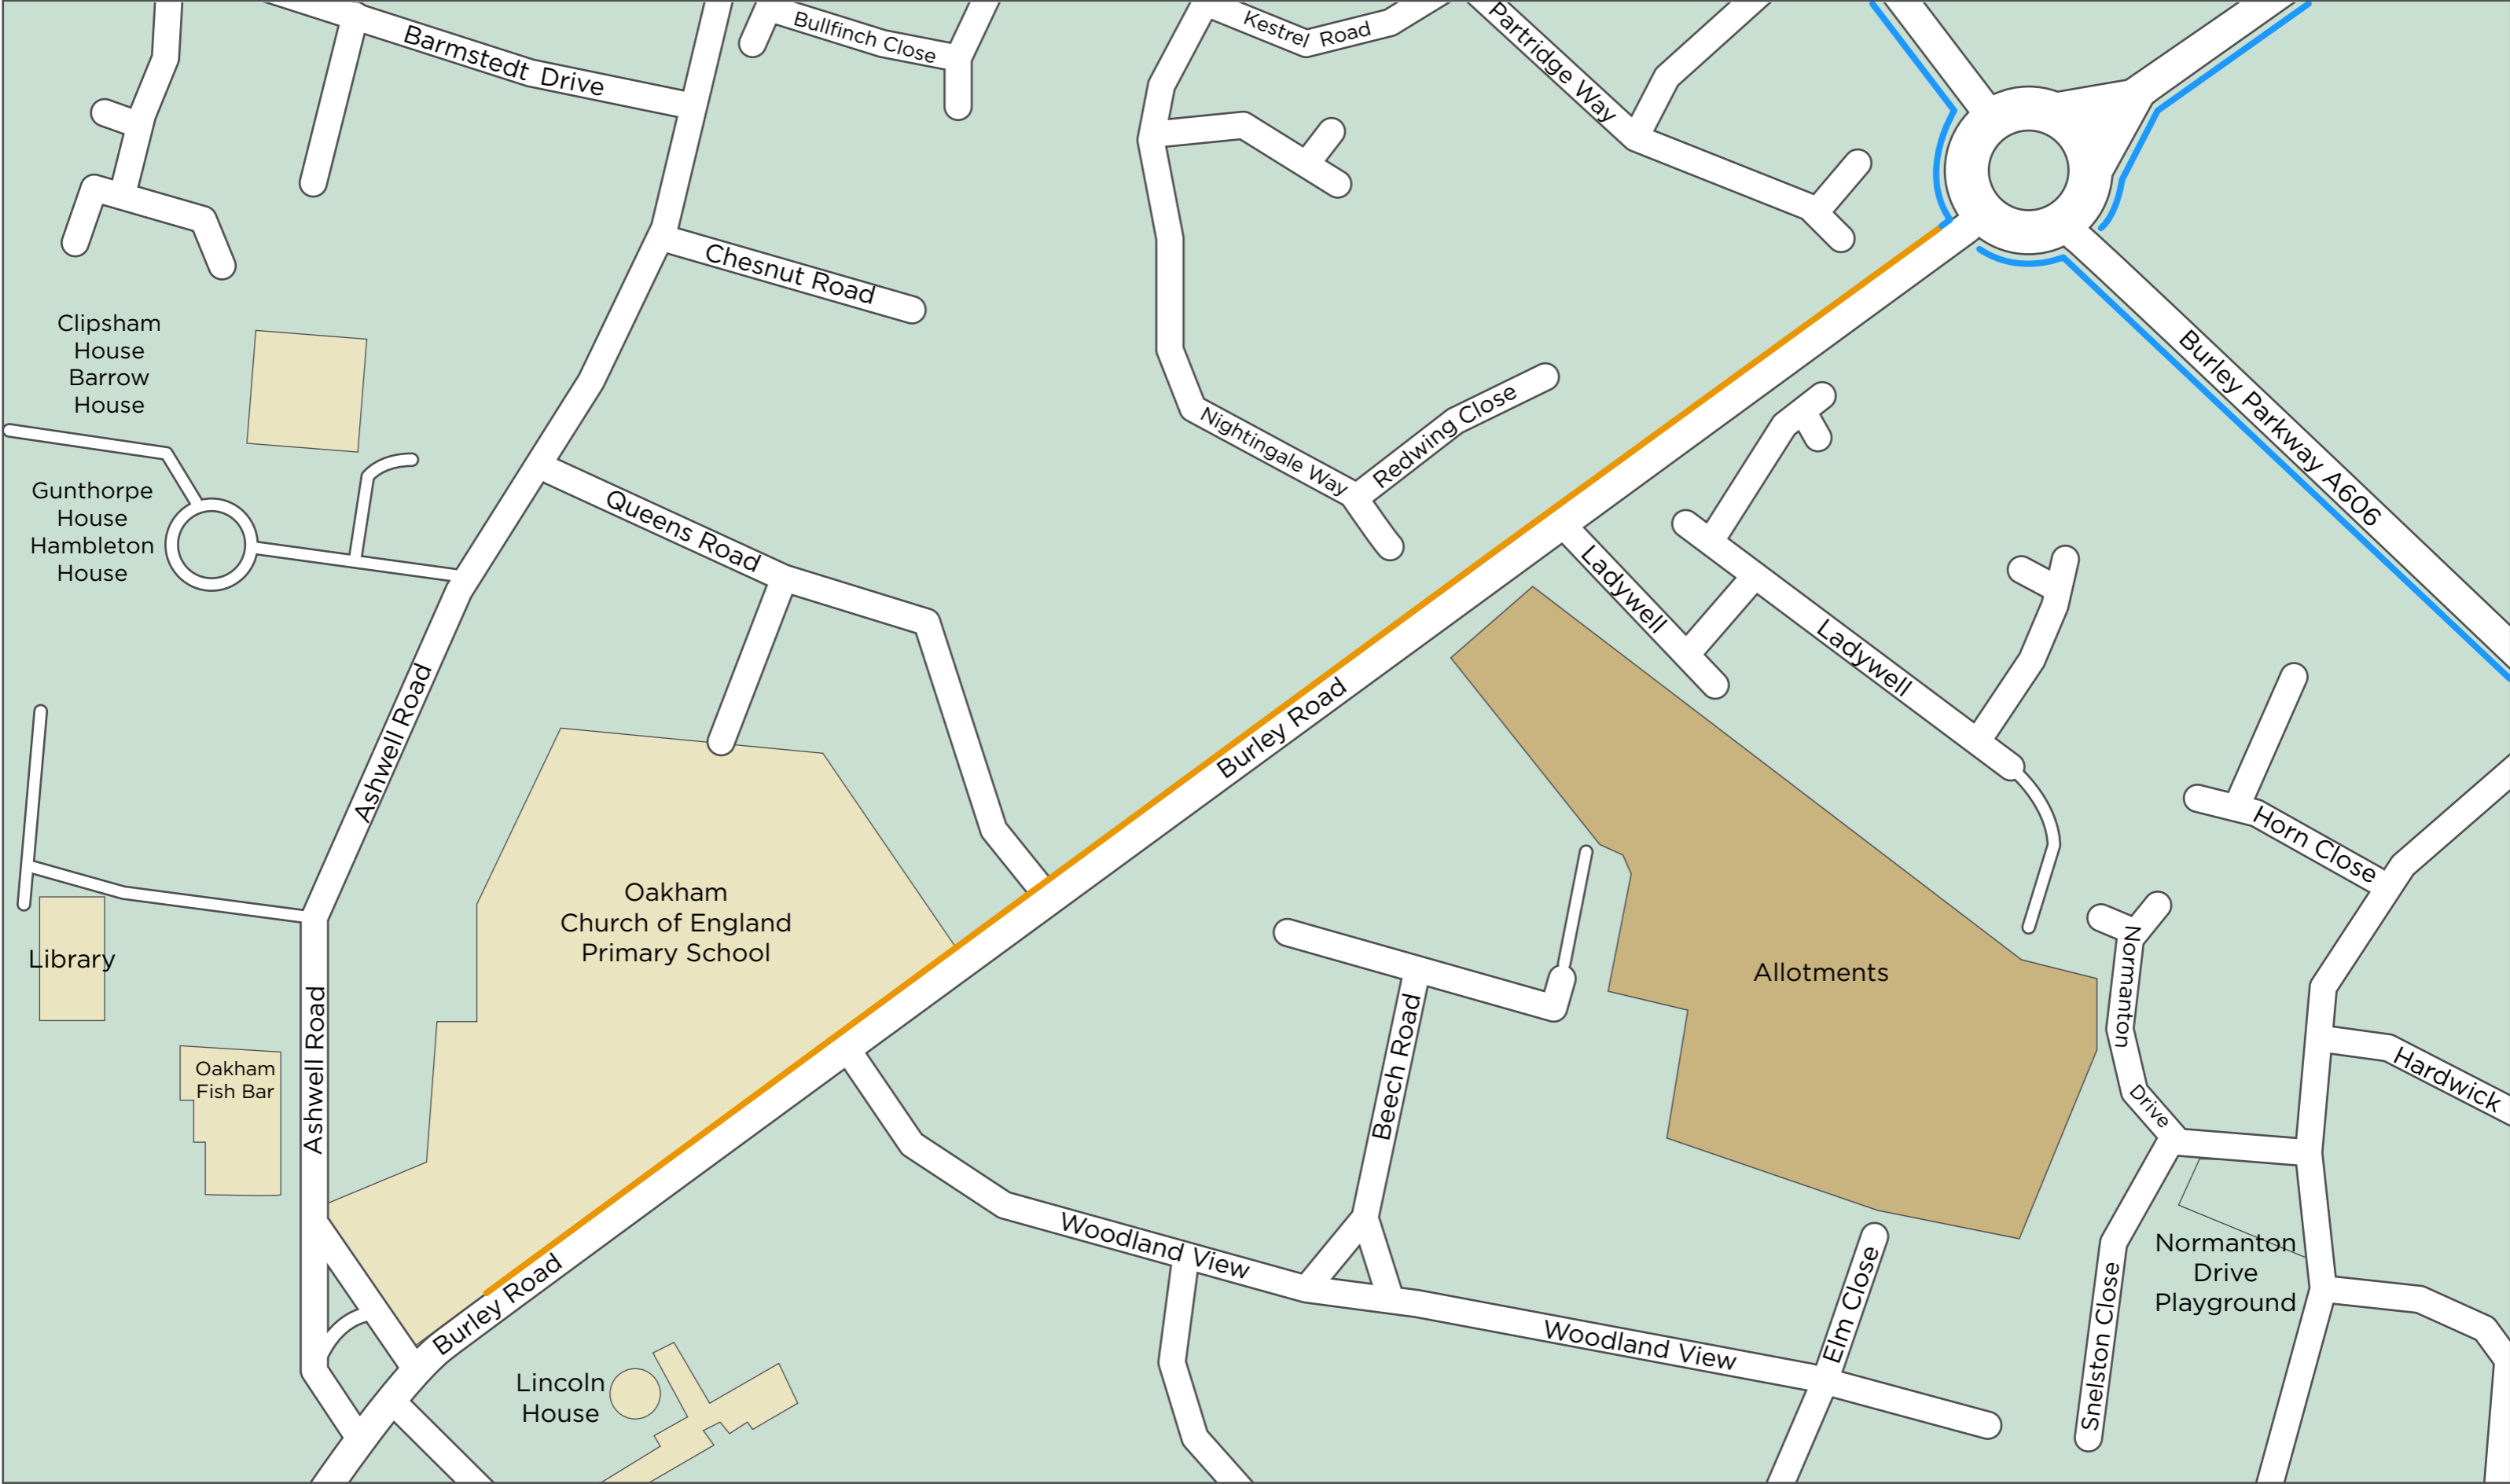 Barmstedt Drive
Bullfinch Close
Kestrel Road
Partridge Way
Chesnut Road
Clipsham
House
Barrow
House
Burley Parkway A606
Nightingale Way
Redwing Close
Gunthorpe
House
Hambleton
House
Queens Road
Ladywell
Ladywell
Ashwell Road
Burley Road
Horn Close
Oakham
Church of England
Primary School
Library
Allotments
Normanton
Drive
Ashwell Road
Oakham
Fish Bar
Beech Road
Hardwick
Woodland View
Burley Road
Normanton
Drive
Playground
Elm Close
Snelston Close
Woodland View
Lincoln
House